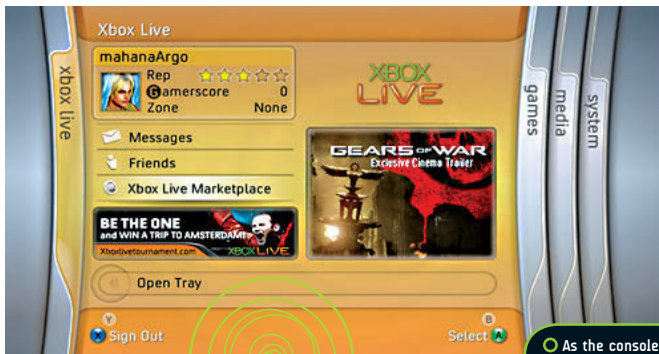 Xbox Live
mahanaArgo
Rep
Gamerscore 0
Zone None
XBOX
LIVE
xbox live
Messages
Friends
Xbox Live Marketplace
GEARS OF WAR
Exclusive Cinema Trailer
BE THE ONE
and WIN A TRIP TO AMSTERDAM!
Xboxlivetournament.com XBOX LIVE
Open Tray
games
media
system
Y
X Sign Out
B
Select A
As the console